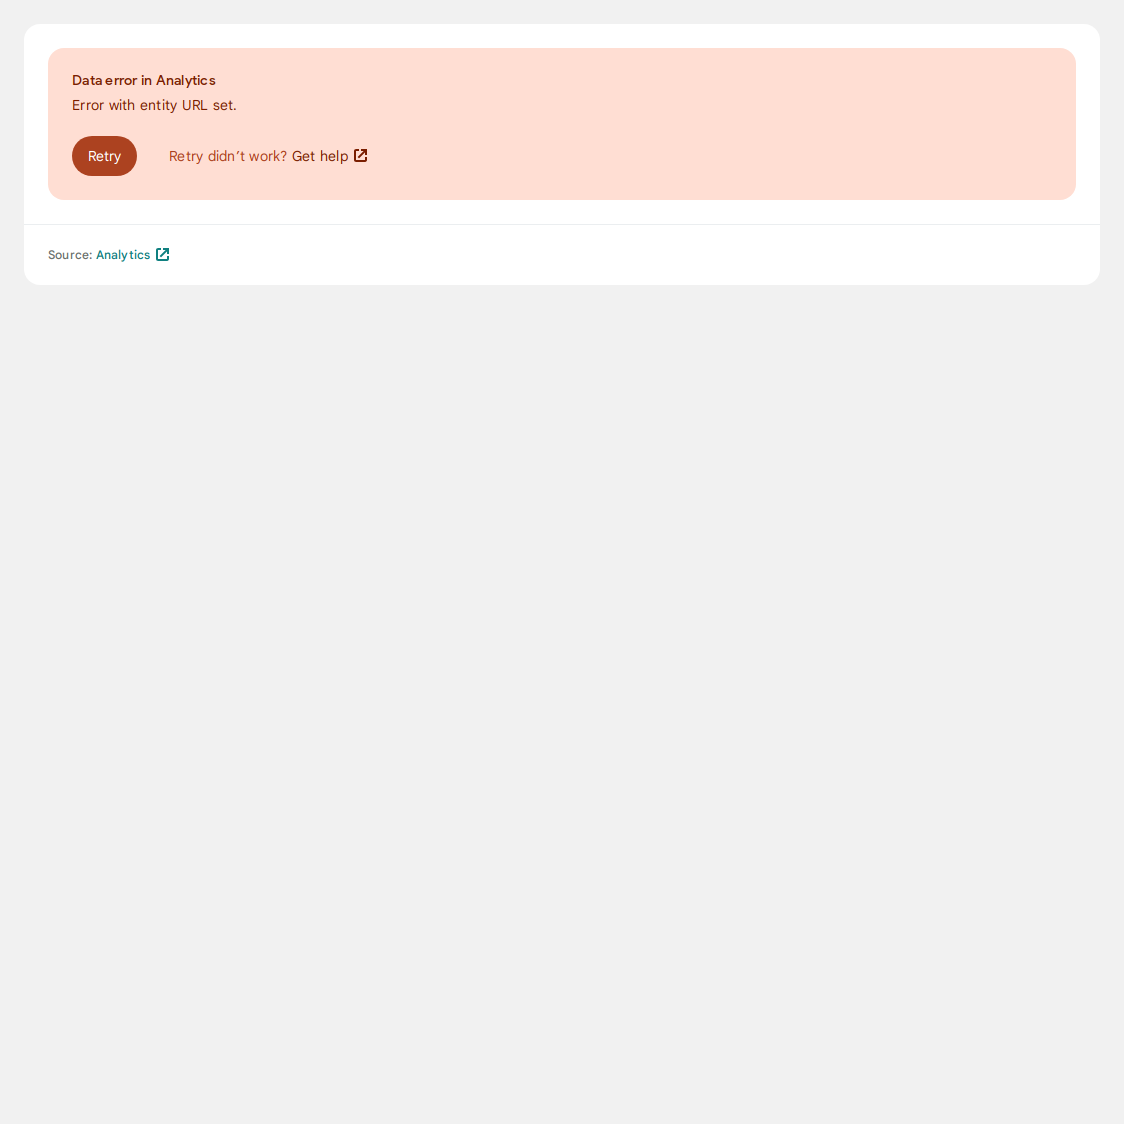 Data error in Analytics
Error with entity URL set.
Retry
Retry didn’t work? Get help
Source: Analytics